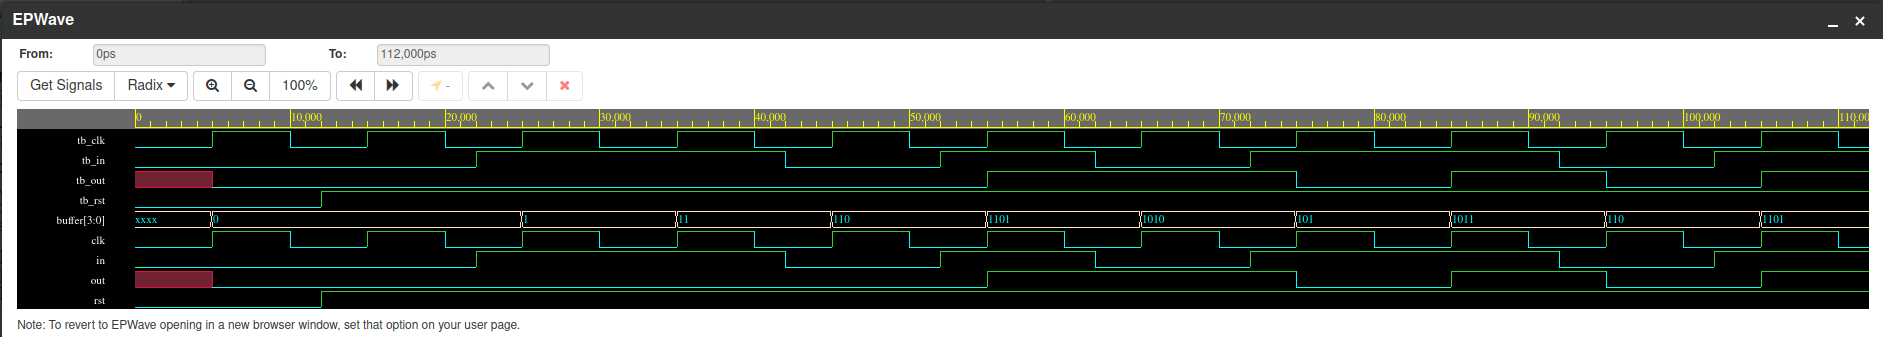 EPWave
From: 0ps To: 112,000ps
Get Signals Radix 100% -
0 10,000 20,000 30,000 40,000 50,000 60,000 70,000 80,000 90,000 100,000 110,00
tb_clk
tb_in
tb_out
tb_rst
buffer[3:0] xxxx 0 1 11 110 1101 1010 101 1011 110 1101
clk
in
out
rst
Note: To revert to EPWave opening in a new browser window, set that option on your user page.